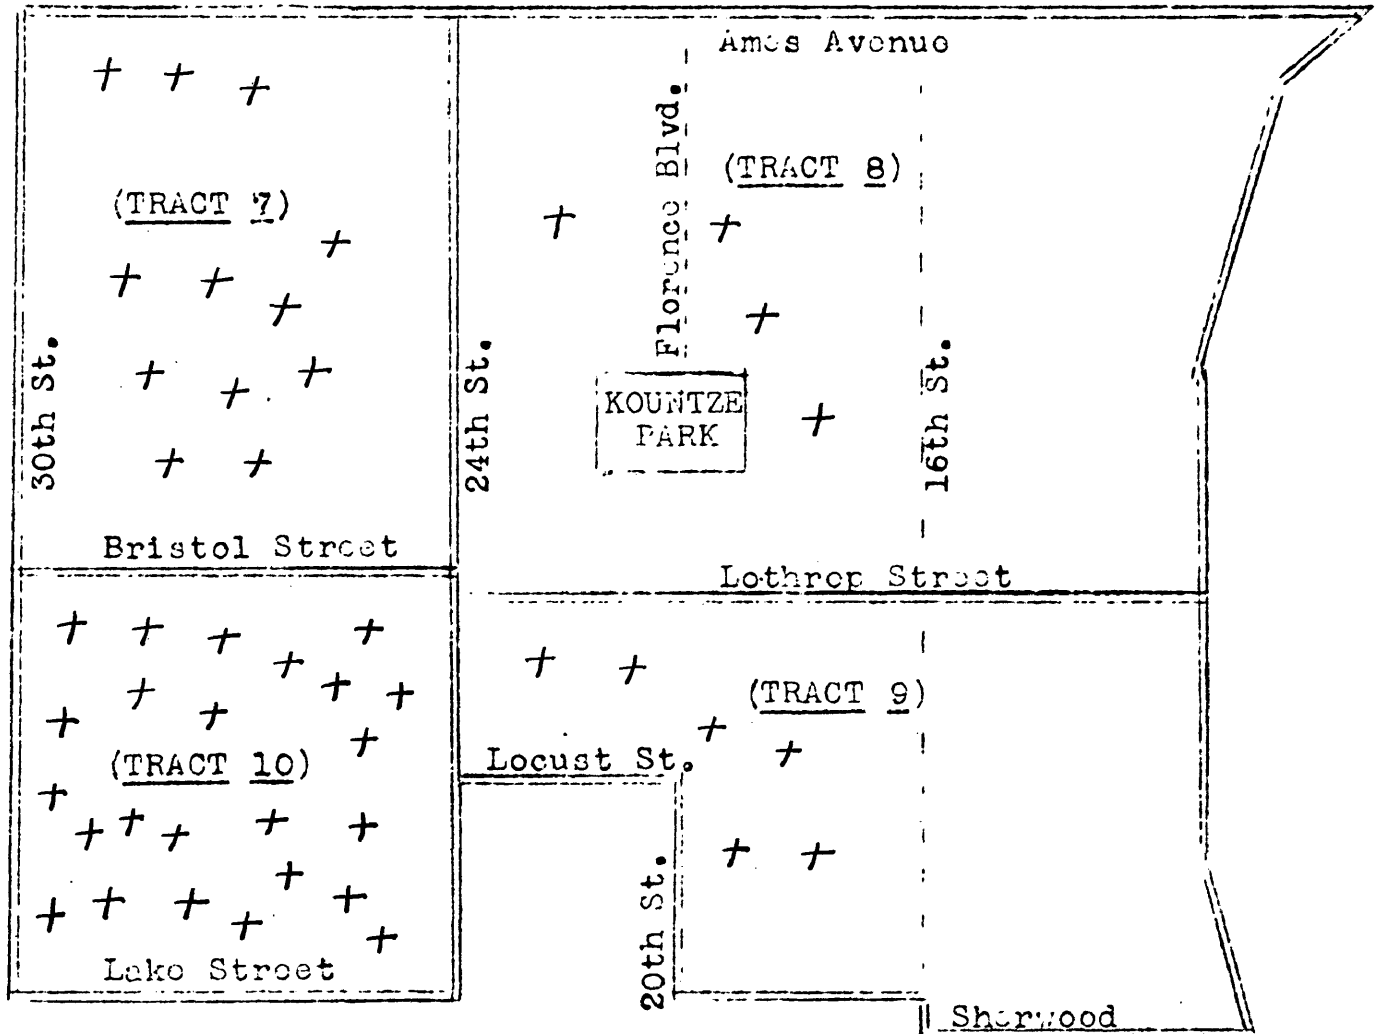 Ames Avenue
Florence Blvd.
(TRACT 8)
(TRACT 7)
30th St.
24th St.
KOUNTZE
PARK
16th St.
Bristol Street
Lothrop Street
(TRACT 9)
Locust St.
(TRACT 10)
20th St.
Lake Street
Sherwood